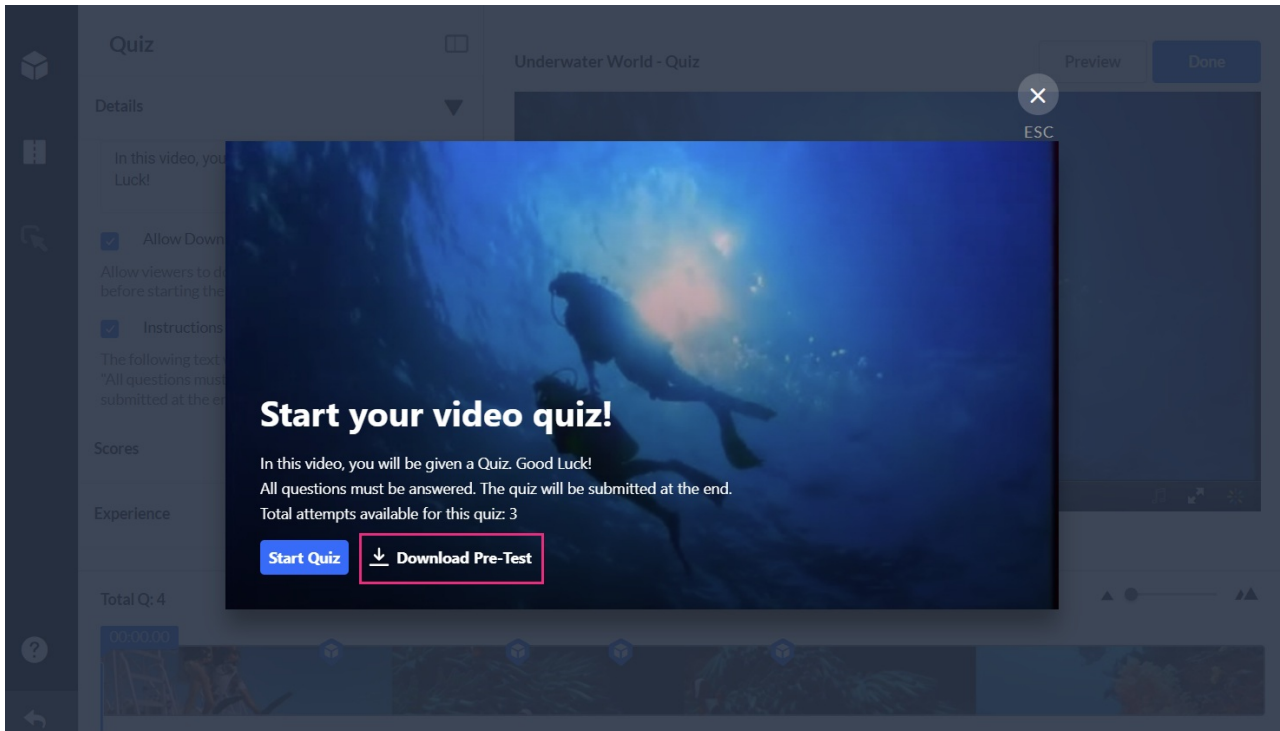 Quiz
Underwater World - Quiz
Preview
Done
Details
ESC
In this video, you
Luck!
Allow Down
Allow viewers to d
before starting the
Instructions
The following text
"All questions must
submitted at the e
Scores
Experience
Start your video quiz!
In this video, you will be given a Quiz. Good Luck!
All questions must be answered. The quiz will be submitted at the end.
Total attempts available for this quiz: 3
Start Quiz
Download Pre-Test
Total Q: 4
00:00.00
?